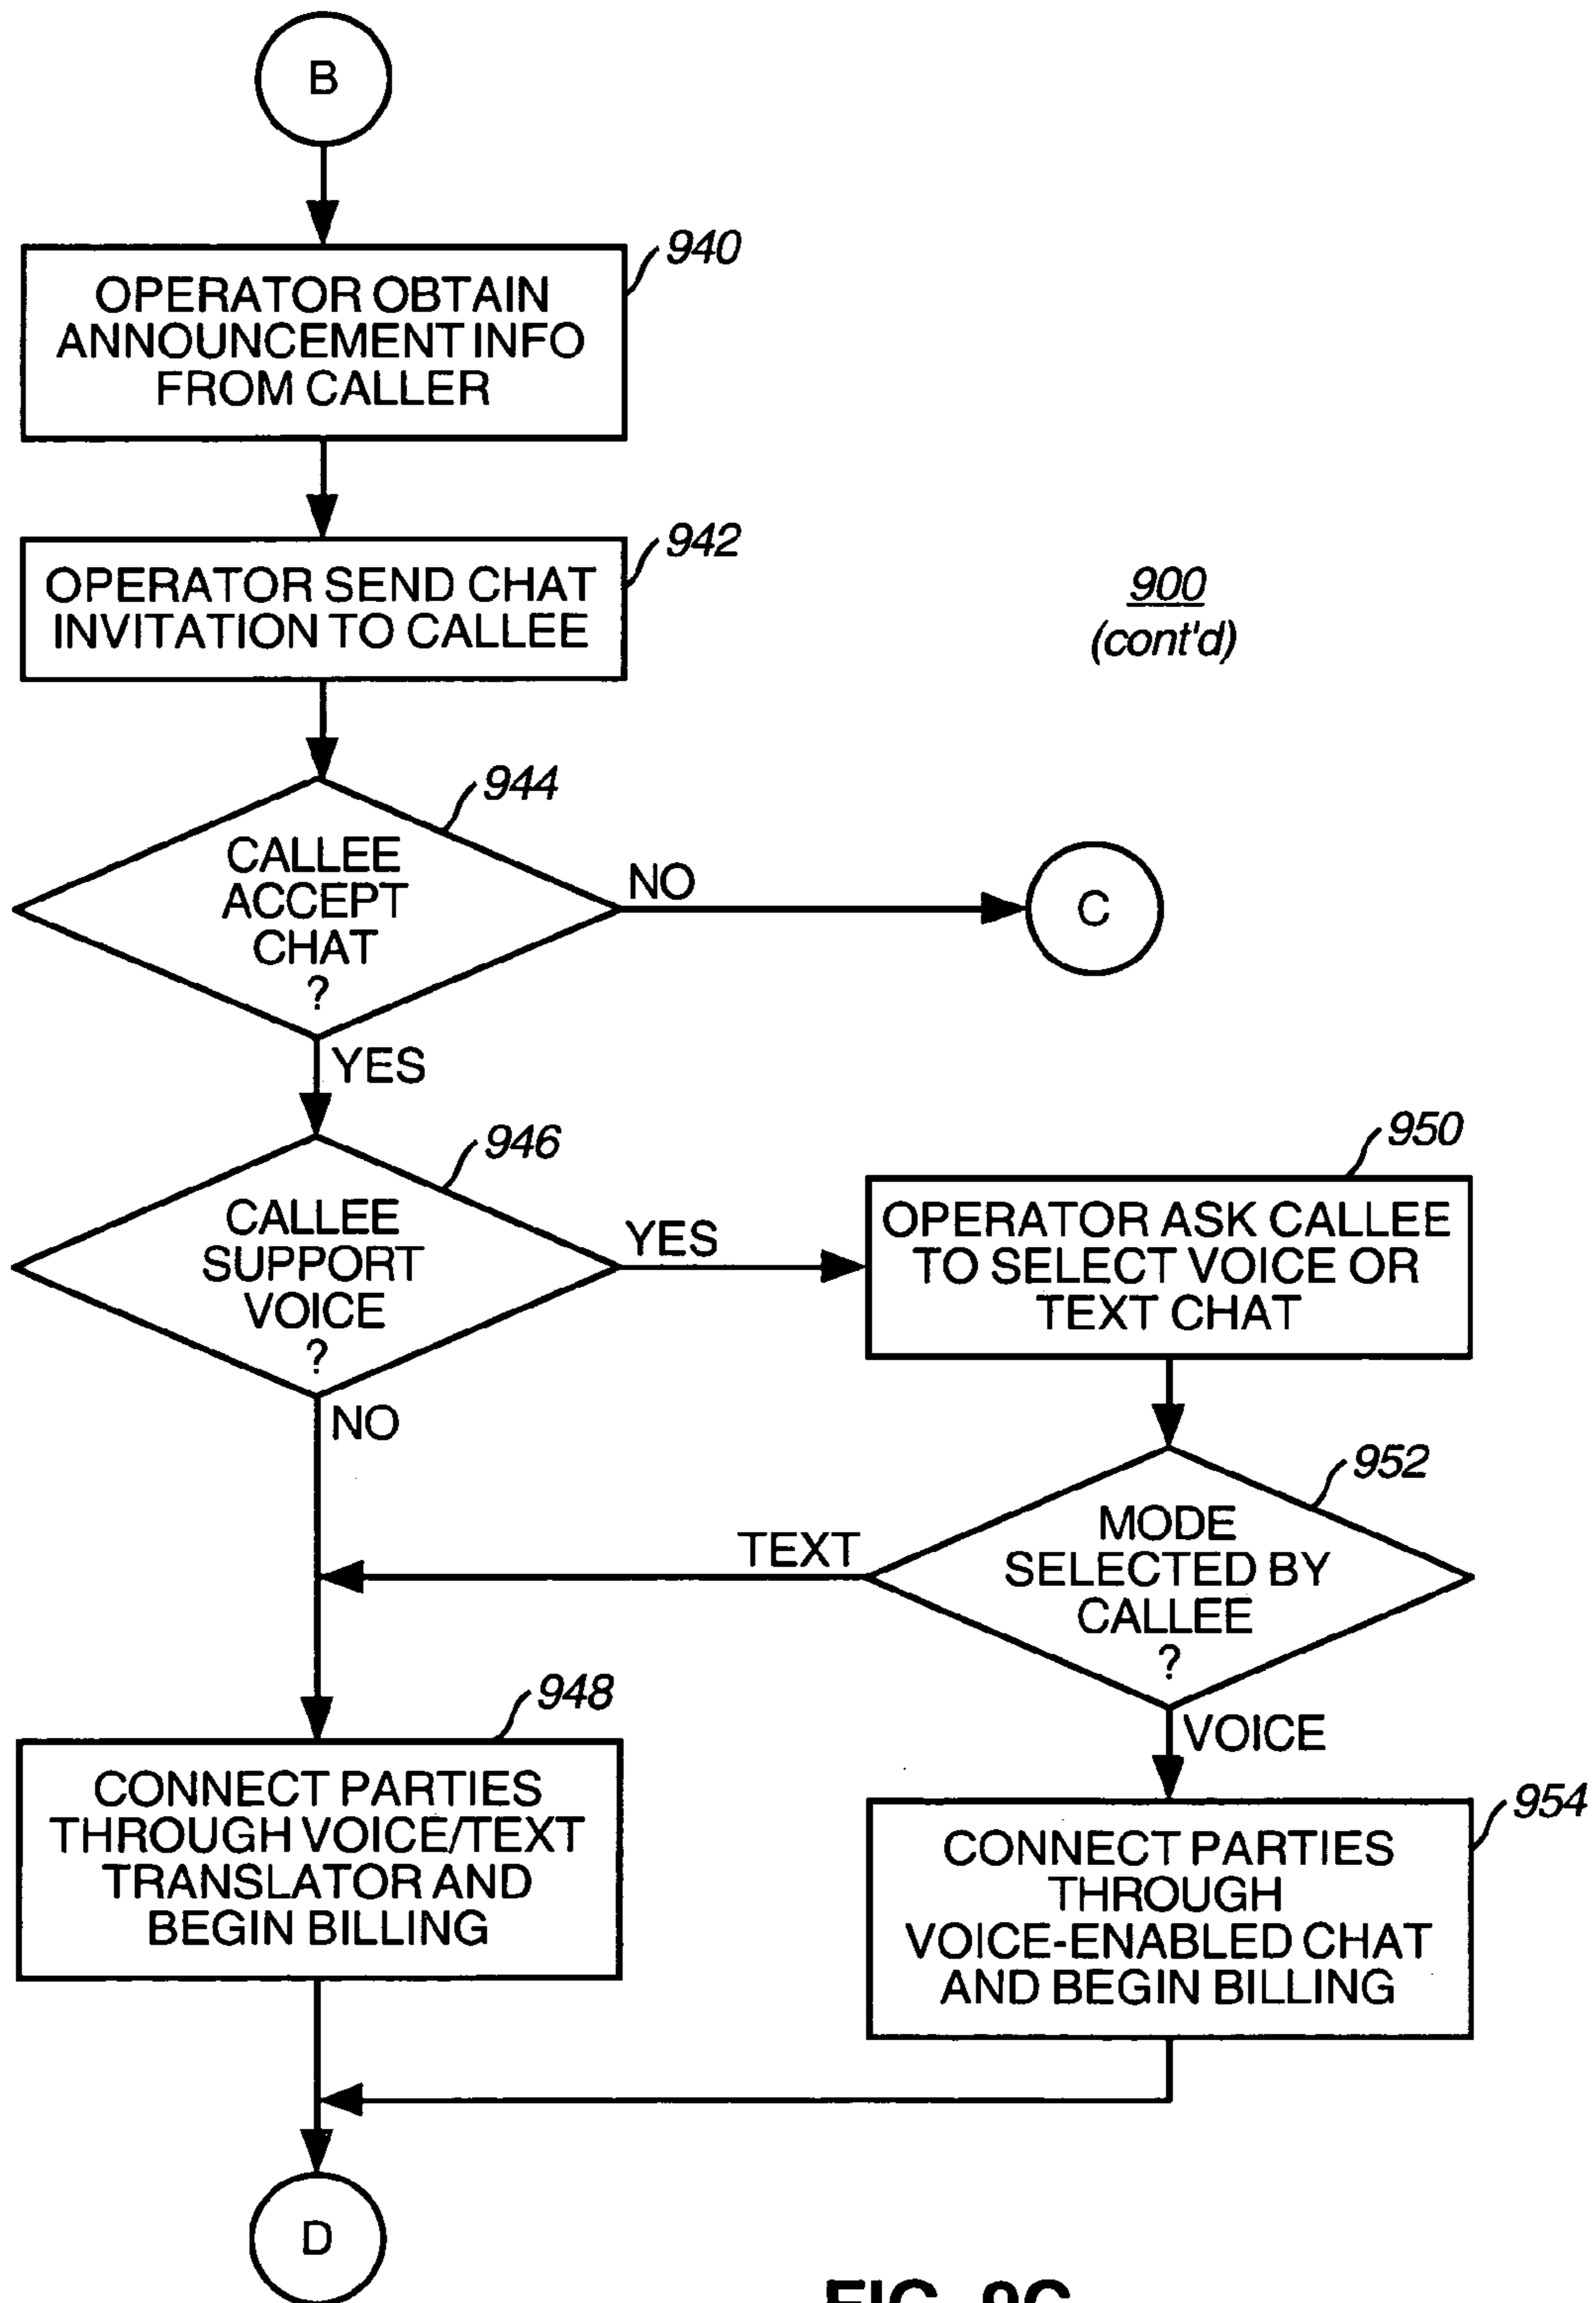 B
940
OPERATOR OBTAIN
ANNOUNCEMENT INFO
FROM CALLER
942
OPERATOR SEND CHAT
INVITATION TO CALLEE
900
(cont'd)
944
CALLEE
ACCEPT
CHAT
?
NO
C
YES
946
CALLEE
SUPPORT
VOICE
?
YES
950
OPERATOR ASK CALLEE
TO SELECT VOICE OR
TEXT CHAT
NO
952
MODE
SELECTED BY
CALLEE
?
TEXT
VOICE
948
CONNECT PARTIES
THROUGH VOICE/TEXT
TRANSLATOR AND
BEGIN BILLING
954
CONNECT PARTIES
THROUGH
VOICE-ENABLED CHAT
AND BEGIN BILLING
D
FIG. 9C